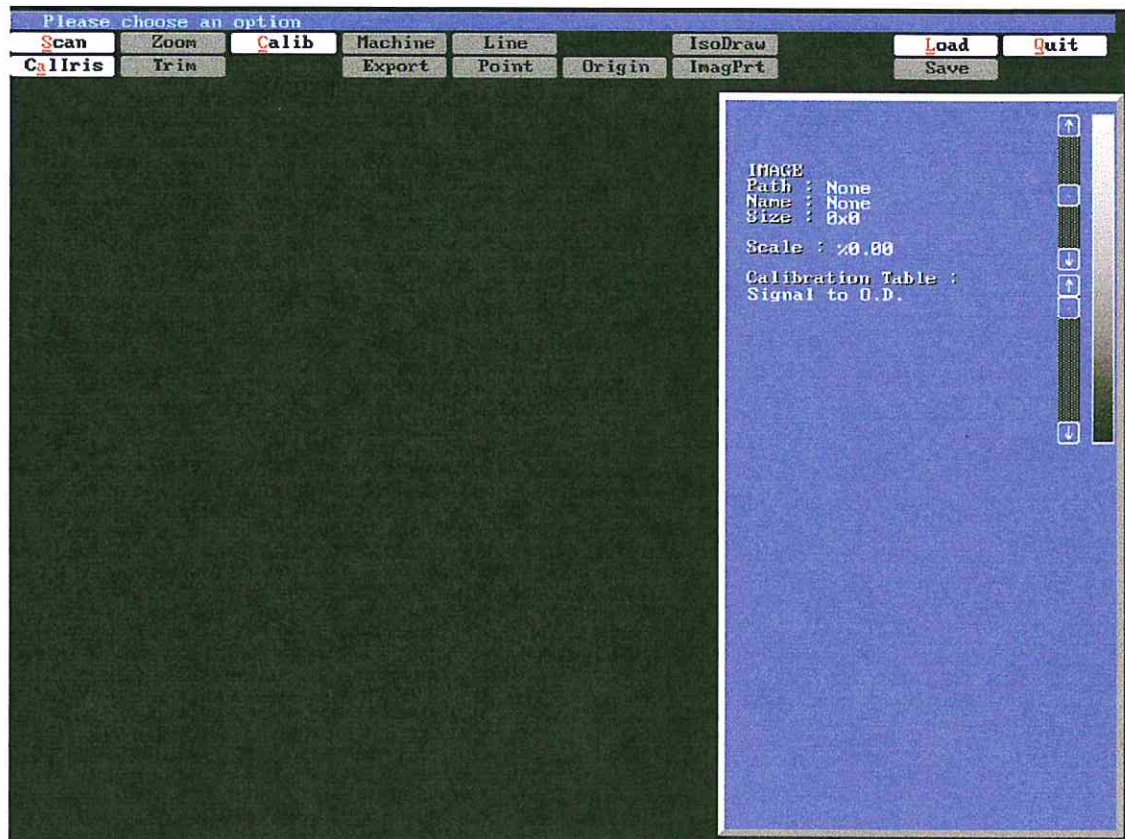 Please choose an option
Scan Zoom Calib Machine Line IsoDraw Load Quit
CalIris Trim Export Point Origin ImagPrt Save
IMAGE
Path : None
Name : None
Size : 0x0
Scale : %0.00
Calibration Table :
Signal to O.D.